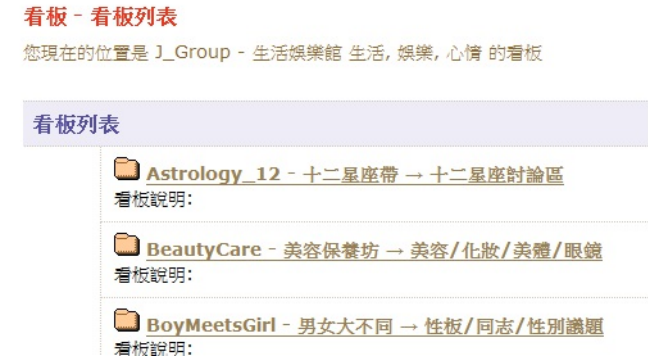 看板 - 看板列表
您現在的位置是 J_Group - 生活娛樂館 生活, 娛樂, 心情 的看板
看板列表
Astrology_12 - 十二星座帶 → 十二星座討論區
看板說明:
BeautyCare - 美容保養坊 → 美容/化妝/美體/眼鏡
看板說明:
BoyMeetsGirl - 男女大不同 → 性板/同志/性別議題
看板說明: